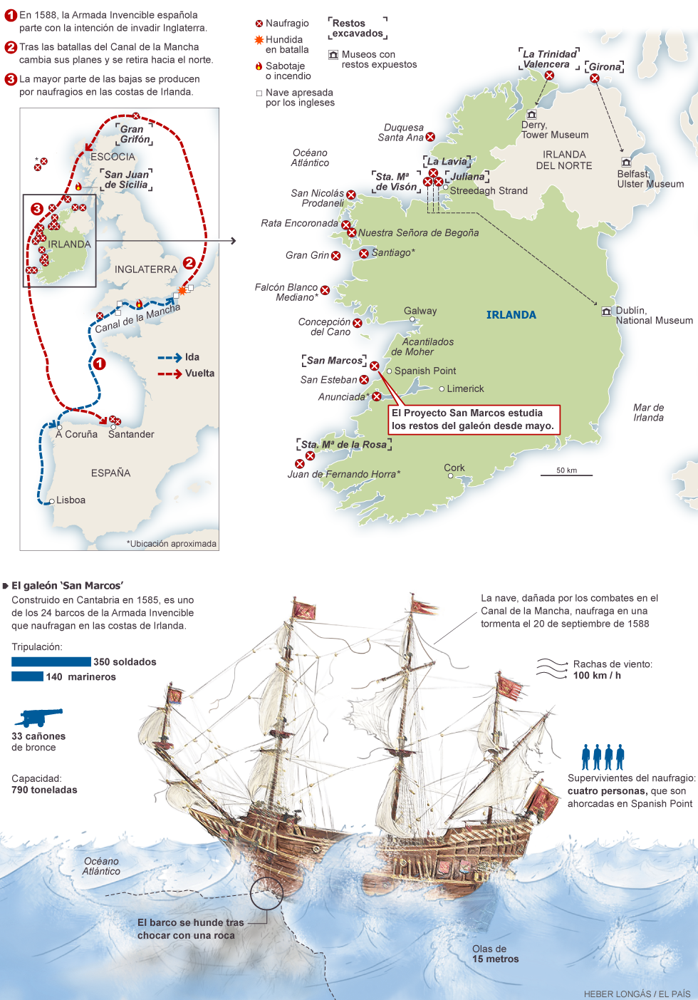 1 En 1588, la Armada Invencible española
parte con la intención de invadir Inglaterra.
2 Tras las batallas del Canal de la Mancha
cambia sus planes y se retira hacia el norte.
3 La mayor parte de las bajas se producen
por naufragios en las costas de Irlanda.
Naufragio
Hundida
en batalla
Sabotaje
o incendio
Nave apresada
por los ingleses
Restos
excavados
Museos con
restos expuestos
Gran
Grifón
ESCOCIA
*
San Juan
de Sicilia
3
IRLANDA
INGLATERRA
2
Canal de la Mancha
1
Ida
Vuelta
A Coruña
Santander
ESPAÑA
Lisboa
*Ubicación aproximada
La Trinidad
Valencera
Girona
Derry,
Tower Museum
Duquesa
Santa Ana
Océano
Atlántico
IRLANDA
DEL NORTE
La Lavia
Sta. Mª
de Visón
Juliana
Streedagh Strand
Belfast,
Ulster Museum
San Nicolás
Prodaneli
Rata Encoronada
Nuestra Señora de Begoña
Gran Grin
Santiago*
Falcón Blanco
Mediano*
Concepción
del Cano
Galway
IRLANDA
Dublín,
National Museum
Acantilados
de Moher
San Marcos
Spanish Point
San Esteban
Limerick
Anunciada*
El Proyecto San Marcos estudia
los restos del galeón desde mayo.
Mar de
Irlanda
Sta. Mª de la Rosa
Juan de Fernando Horra*
Cork
50 km
El galeón ‘San Marcos’
Construido en Cantabria en 1585, es uno
de los 24 barcos de la Armada Invencible
que naufragan en las costas de Irlanda.
Tripulación:
350 soldados
140 marineros
33 cañones
de bronce
Capacidad:
790 toneladas
La nave, dañada por los combates en el
Canal de la Mancha, naufraga en una
tormenta el 20 de septiembre de 1588
Rachas de viento:
100 km / h
Supervivientes del naufragio:
cuatro personas, que son
ahorcadas en Spanish Point
Océano
Atlántico
El barco se hunde tras
chocar con una roca
Olas de
15 metros
HEBER LONGÁS / EL PAÍS